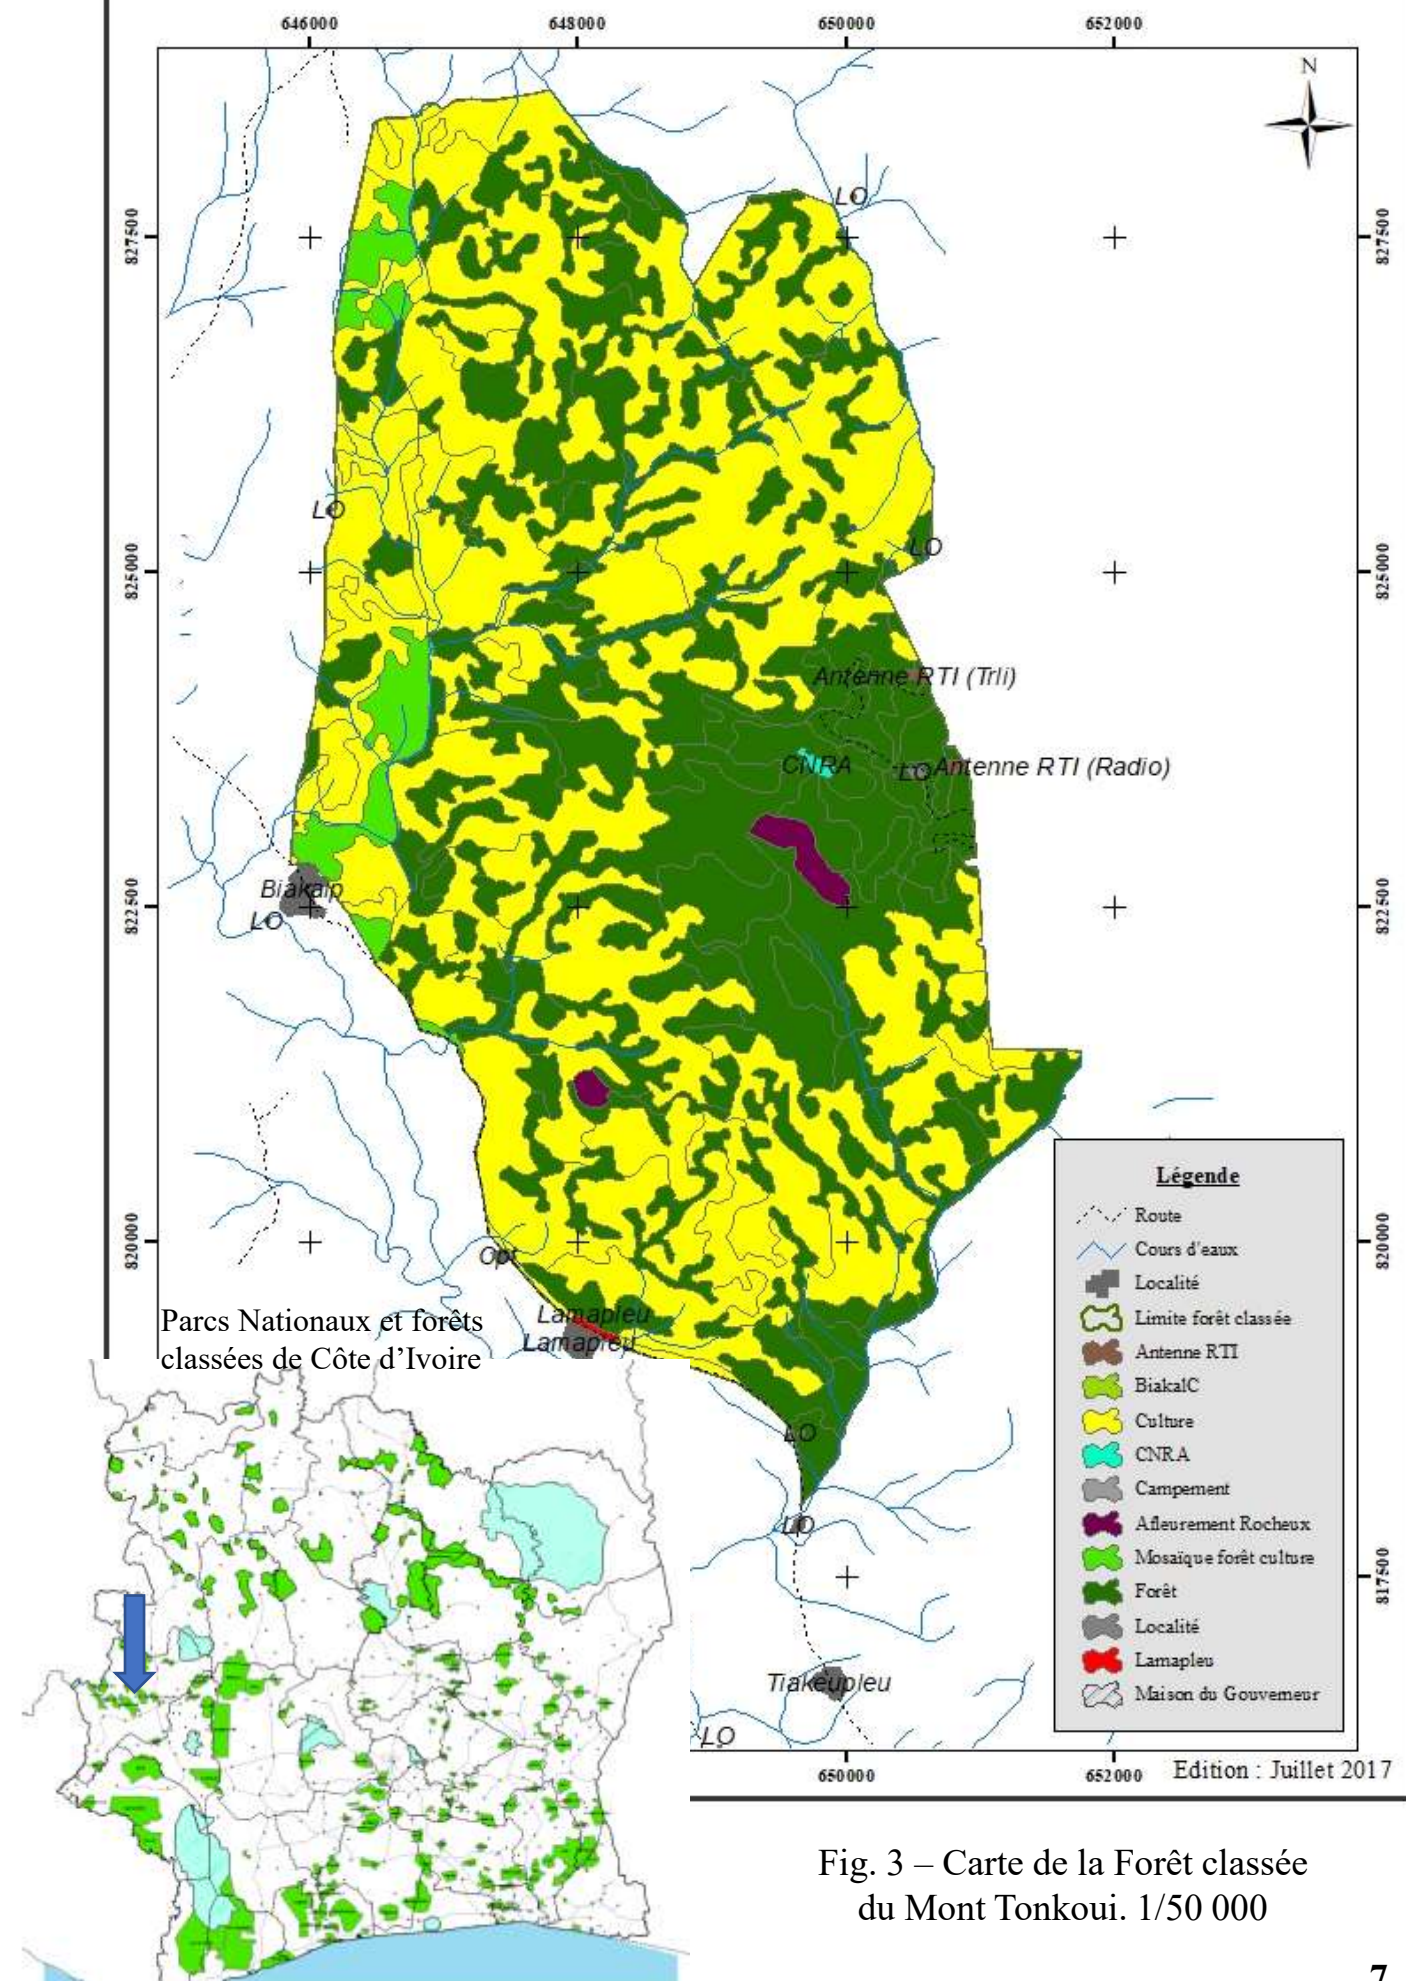 646000 648000 650000 652000
N
LO
827500 827500
LO
LO
825000 825000
Antenne RTI (Trli)
CNRA
LO Antenne RTI (Radio)
Biakaip
822500 822500
LO
Légende
Route
Cours d'eaux
Localité
Limite forêt classée
Antenne RTI
BiakalC
Culture
CNRA
Campement
Afleurement Rocheux
Mosaïque forêt culture
Forêt
Localité
Lamapleu
Maison du Gouverneur
820000 820000
Opt
Lamapleu
Lamapleu
Parcs Nationaux et forêts
classées de Côte d'Ivoire
LO
LO
817500
Tiakeupleu
LO
650000 652000
Edition : Juillet 2017
Fig. 3 – Carte de la Forêt classée
du Mont Tonkoui. 1/50 000
7